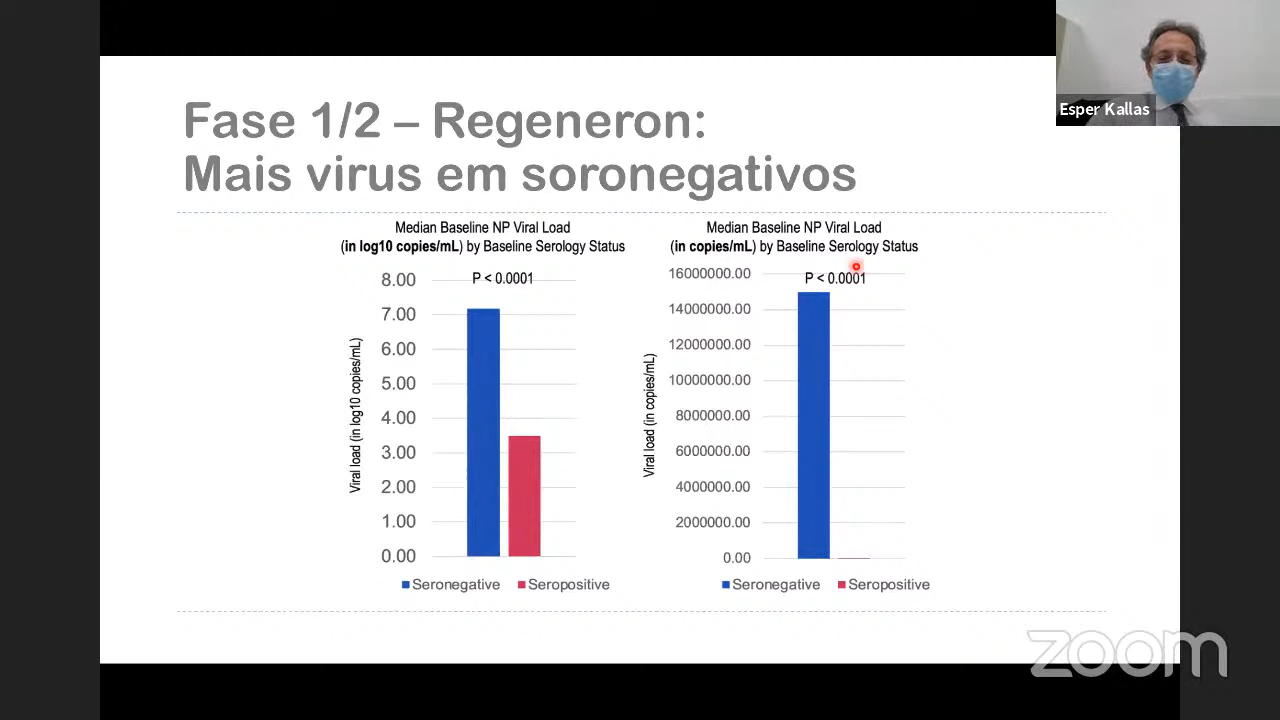 Esper Kallas
Fase 1/2 – Regeneron:
Mais virus em soronegativos
Median Baseline NP Viral Load
(in log10 copies/mL) by Baseline Serology Status
P < 0.0001
8.00
7.00
6.00
5.00
4.00
3.00
2.00
1.00
0.00
Viral load (in log10 copies/mL)
Seronegative Seropositive
Median Baseline NP Viral Load
(in copies/mL) by Baseline Serology Status
P < 0.0001
16000000.00
14000000.00
12000000.00
10000000.00
8000000.00
6000000.00
4000000.00
2000000.00
0.00
Viral load (in copies/mL)
Seronegative Seropositive
zoom